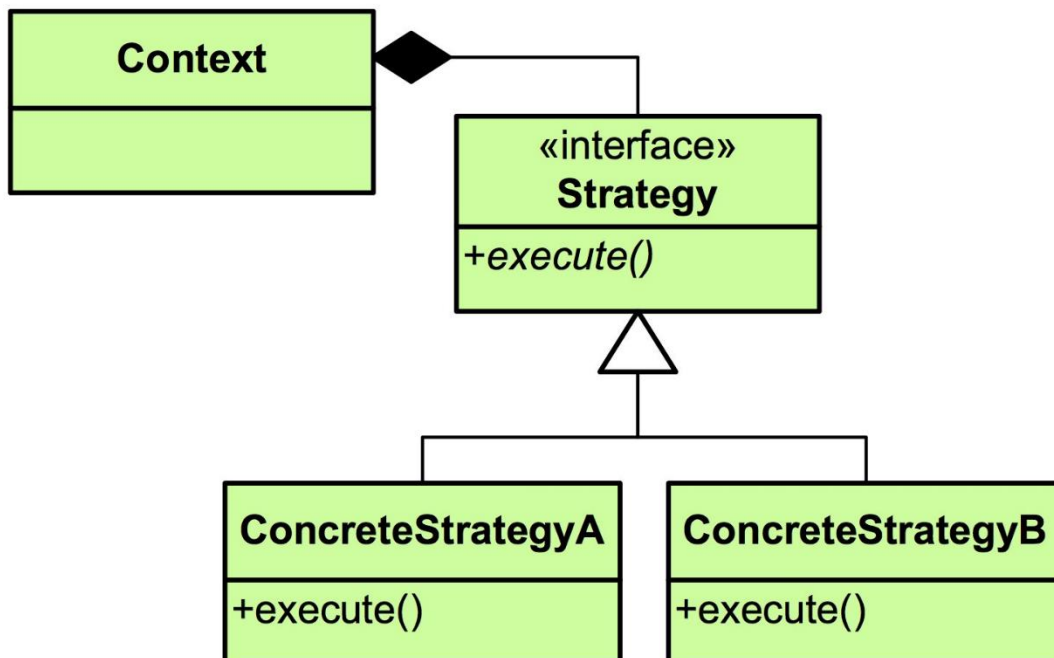 Context
«interface»
Strategy
+execute()
ConcreteStrategyA
+execute()
ConcreteStrategyB
+execute()